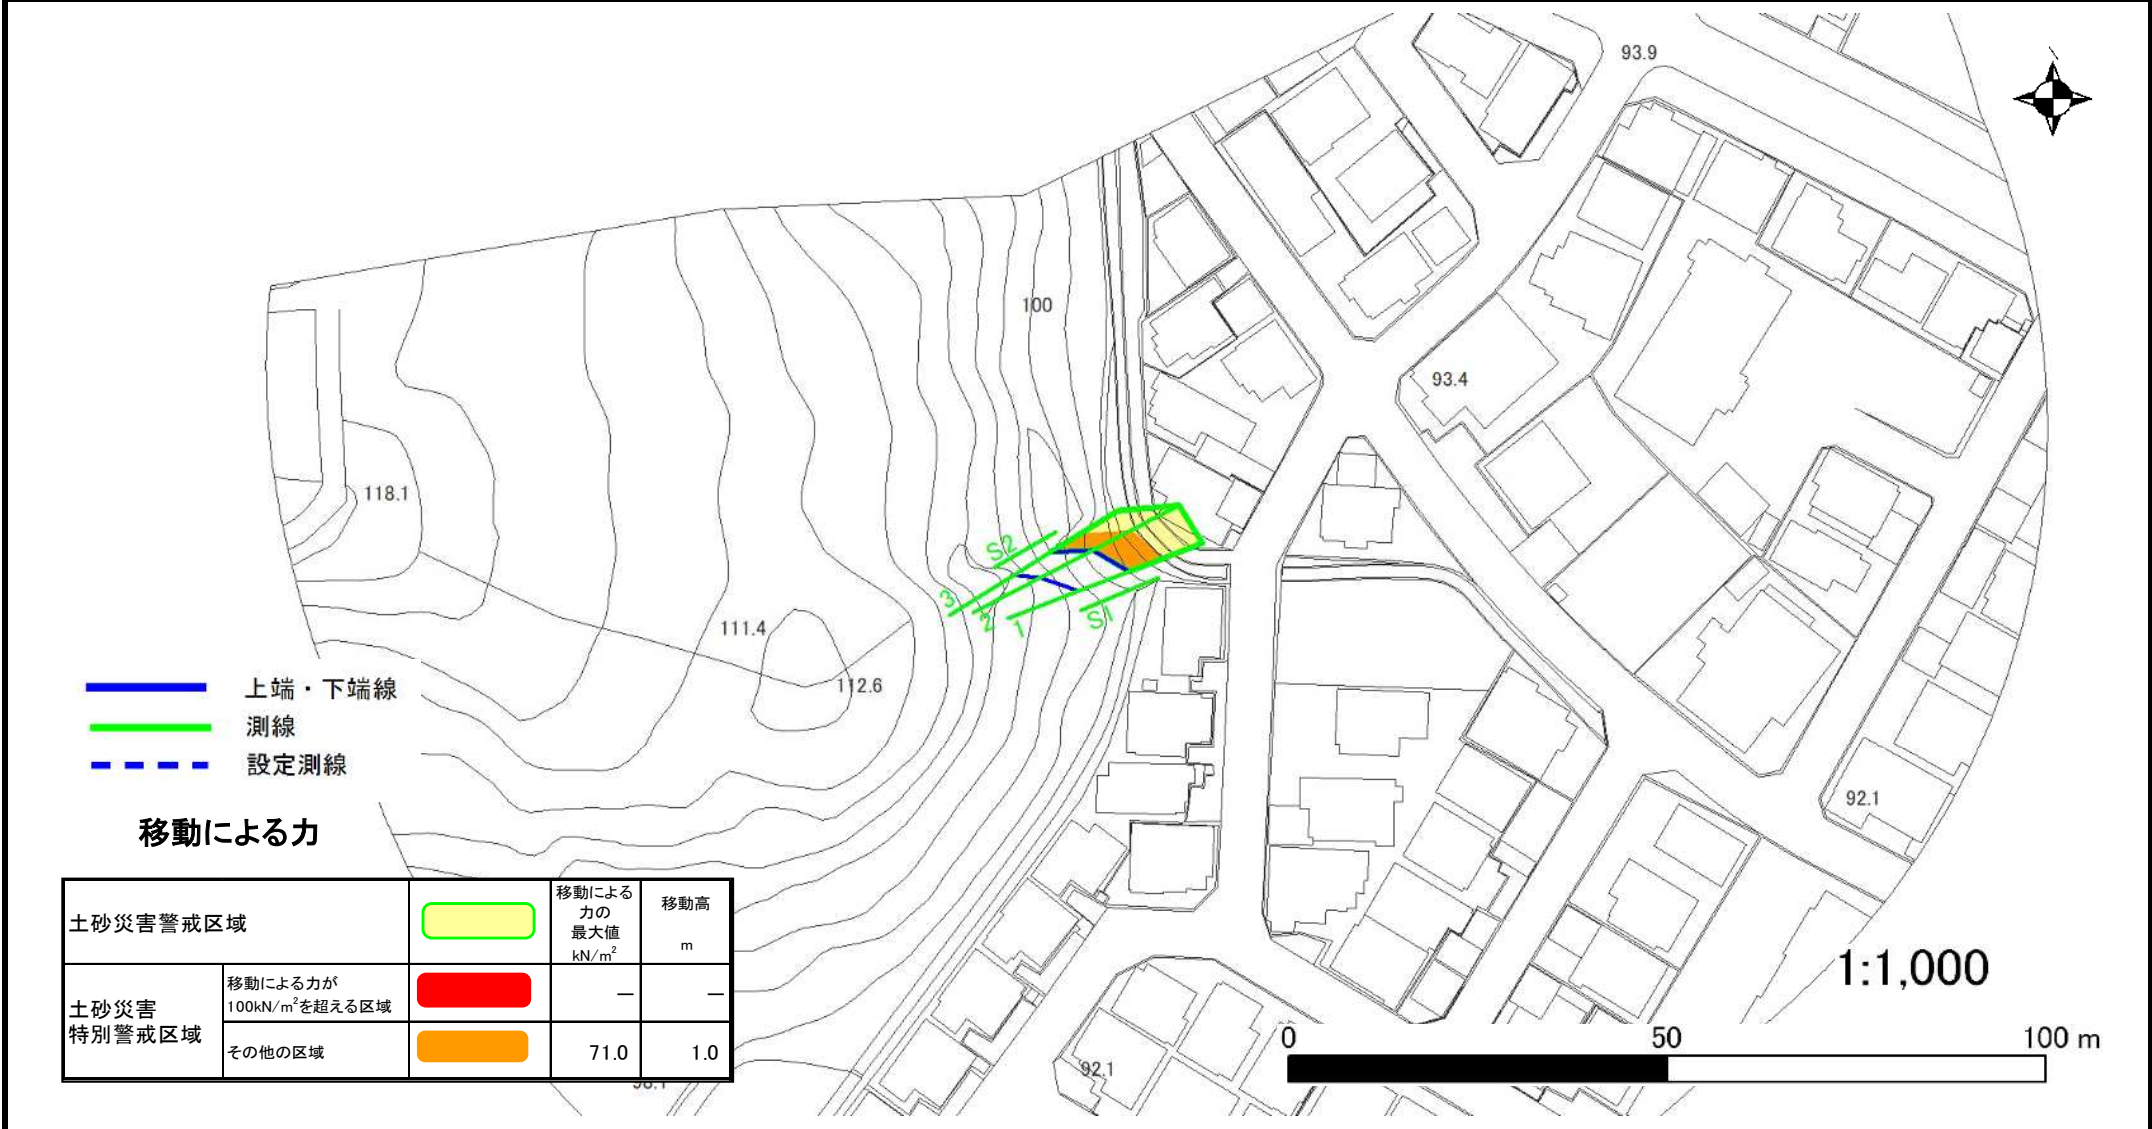 93.9
100
93.4
118.1
S2
3
2
1
S1
111.4
112.6
上端・下端線
測線
設定測線
92.1
移動による力
土砂災害警戒区域
移動による
力の
最大値
kN/m²
移動高
m
土砂災害
特別警戒区域
移動による力が
100kN/m²を超える区域
－
－
その他の区域
71.0
1.0
1:1,000
0
50
100 m
92.1